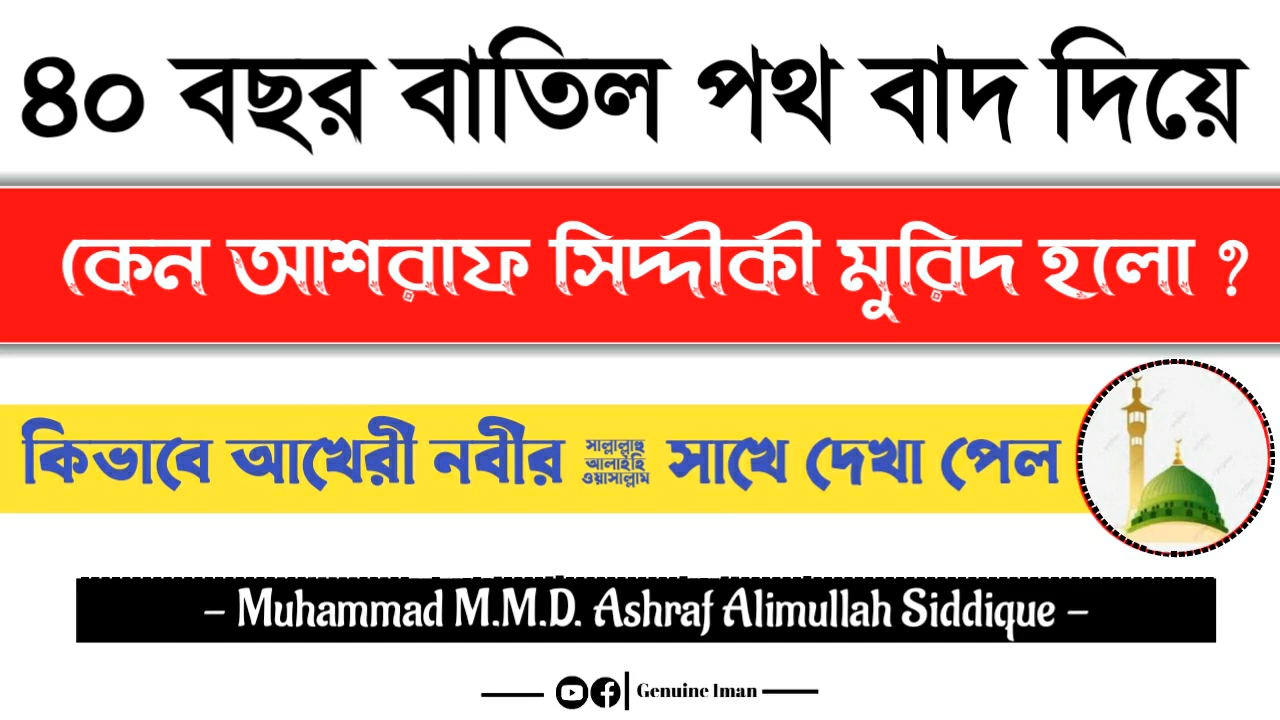 ৪০ বছর বাতিল পথ বাদ দিয়ে
কেন আশরাফ সিদ্দীকী মুরিদ হলো ?
কিভাবে আখেরী নবীর সাল্লাল্লাহু আলাইহি ওয়াসাল্লাম সাথে দেখা পেল
– Muhammad M.M.D. Ashraf Alimullah Siddique –
Genuine Iman